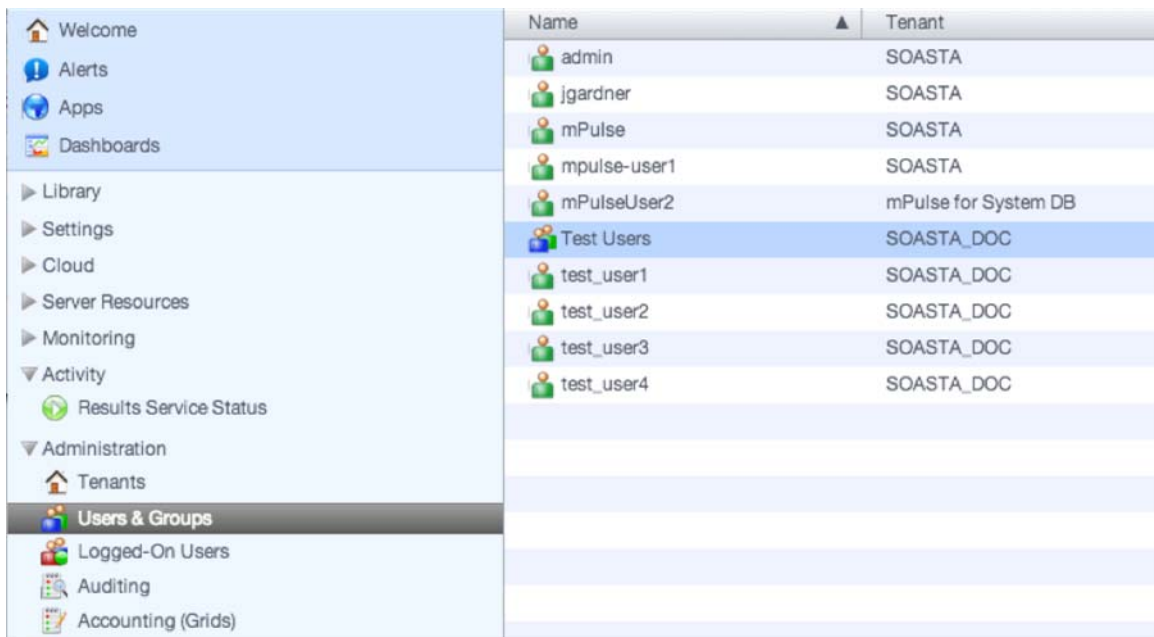 Welcome
Alerts
Apps
Dashboards
Library
Settings
Cloud
Server Resources
Monitoring
Activity
Results Service Status
Administration
Tenants
Users & Groups
Logged-On Users
Auditing
Accounting (Grids)
Name Tenant
admin SOASTA
jgardner SOASTA
mPulse SOASTA
mpulse-user1 SOASTA
mPulseUser2 mPulse for System DB
Test Users SOASTA_DOC
test_user1 SOASTA_DOC
test_user2 SOASTA_DOC
test_user3 SOASTA_DOC
test_user4 SOASTA_DOC